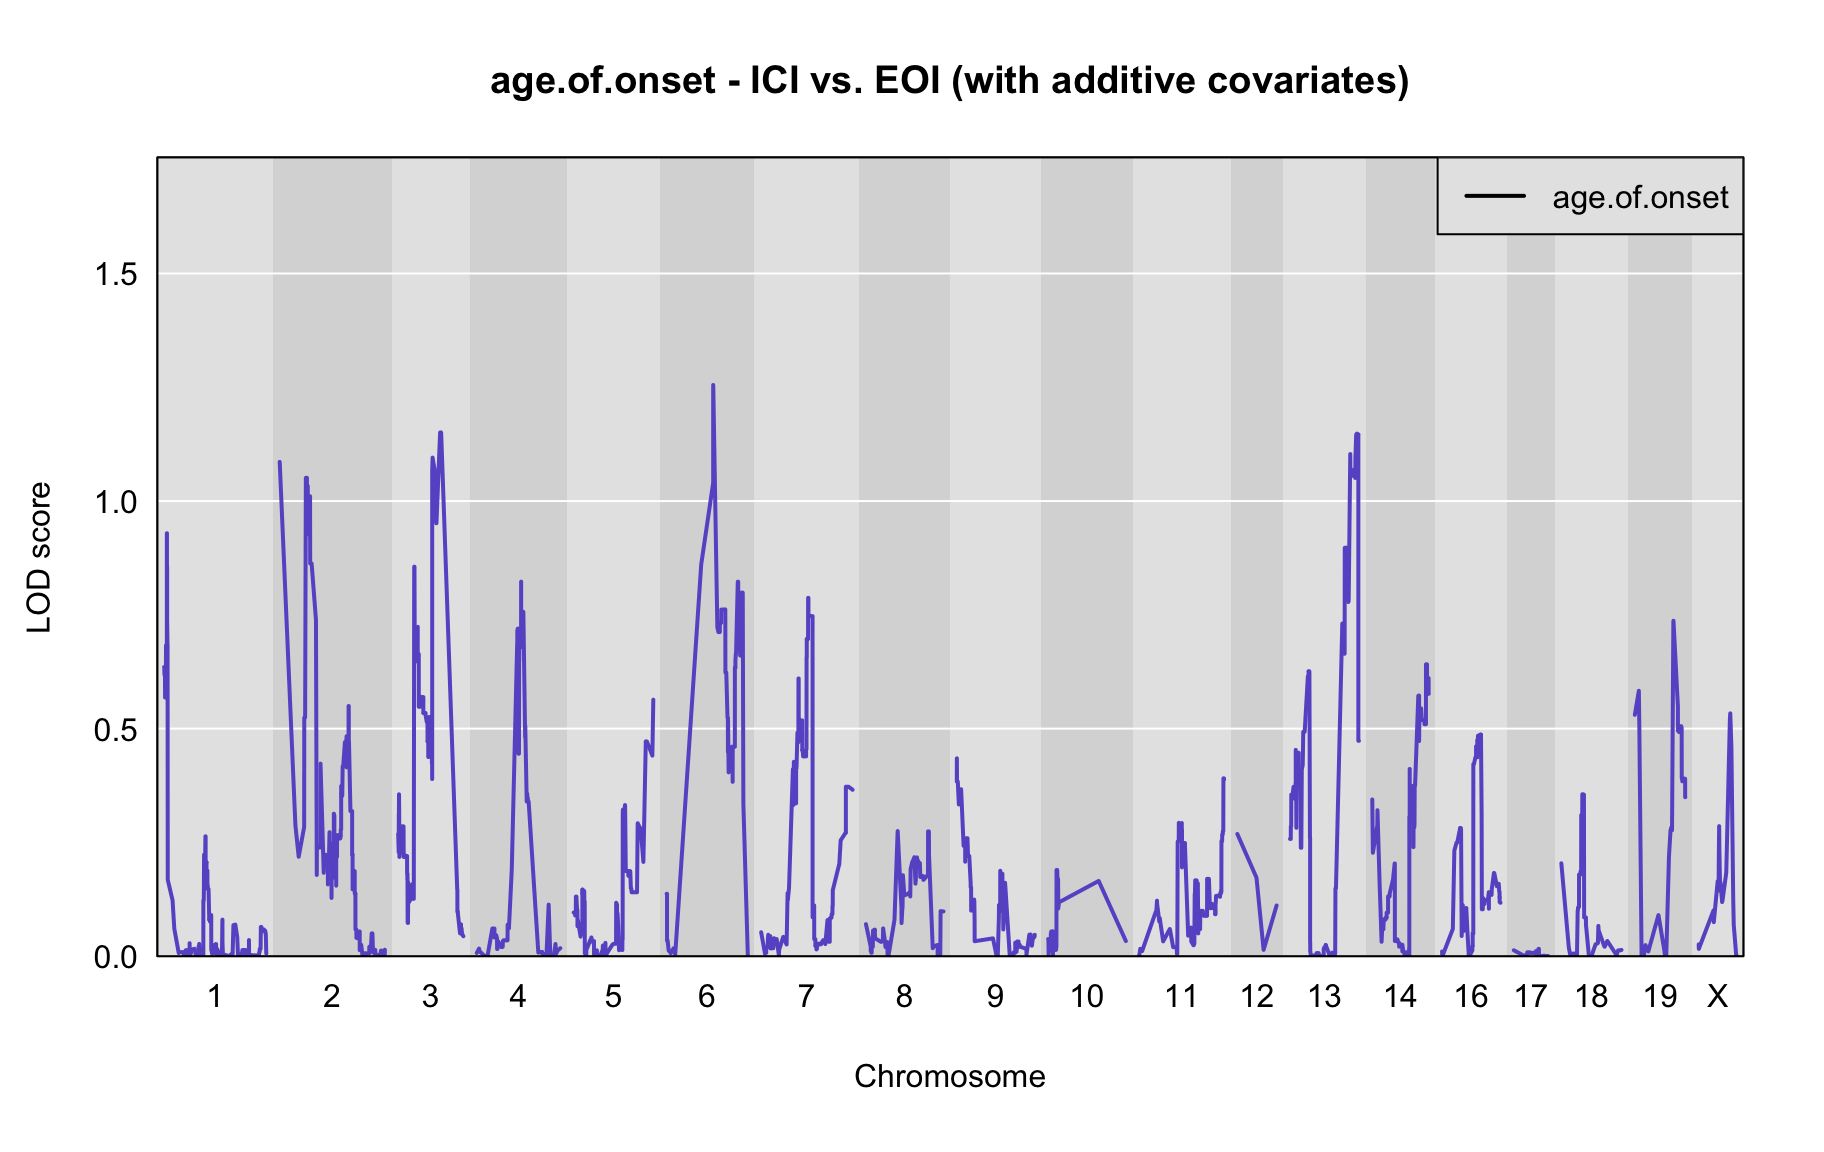 age.of.onset - ICI vs. EOI (with additive covariates)
age.of.onset
LOD score
1.5
1.0
0.5
0.0
1 2 3 4 5 6 7 8 9 10 11 12 13 14 16 17 18 19 X
Chromosome